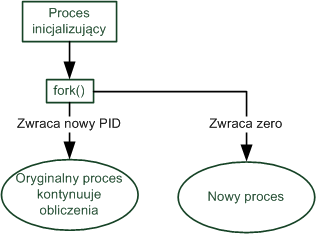 Proces
inicjalizujący
fork()
Zwraca nowy PID
Zwraca zero
Oryginalny proces
kontynuuje
obliczenia
Nowy proces